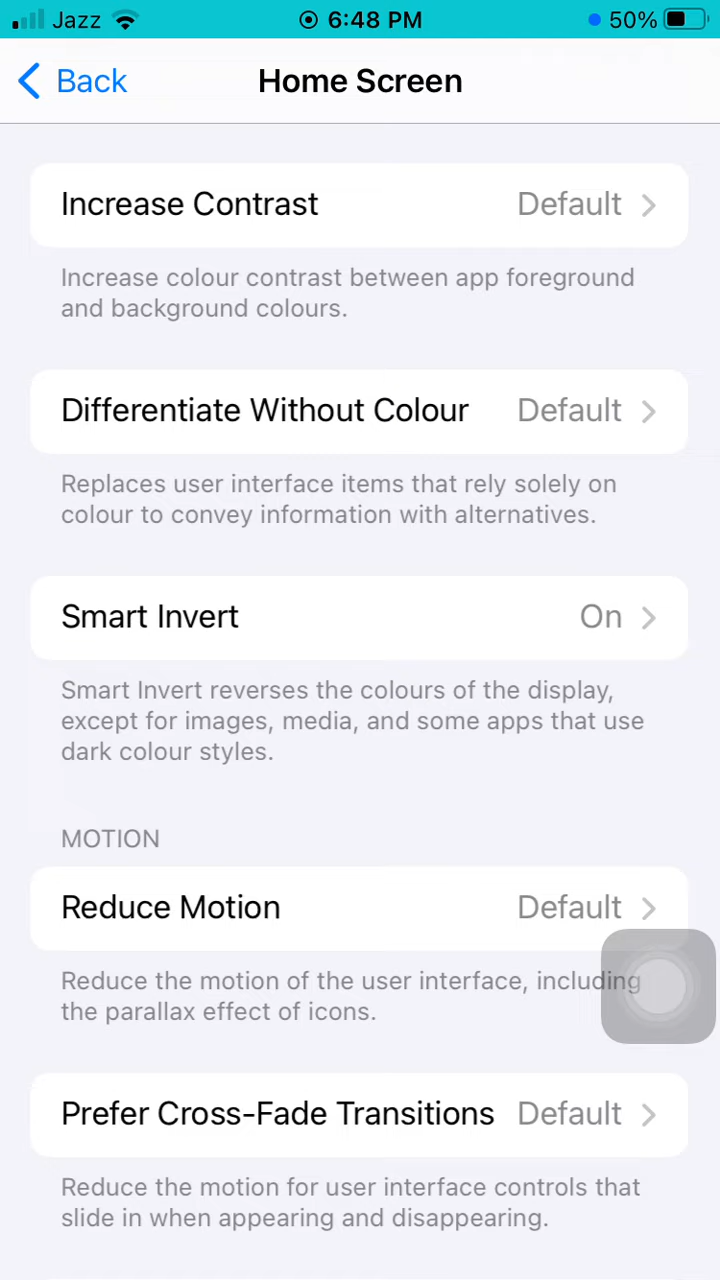 Jazz 6:48 PM 50%
Back Home Screen
Increase Contrast Default
Increase colour contrast between app foreground
and background colours.
Differentiate Without Colour Default
Replaces user interface items that rely solely on
colour to convey information with alternatives.
Smart Invert On
Smart Invert reverses the colours of the display,
except for images, media, and some apps that use
dark colour styles.
MOTION
Reduce Motion Default
Reduce the motion of the user interface, including
the parallax effect of icons.
Prefer Cross-Fade Transitions Default
Reduce the motion for user interface controls that
slide in when appearing and disappearing.